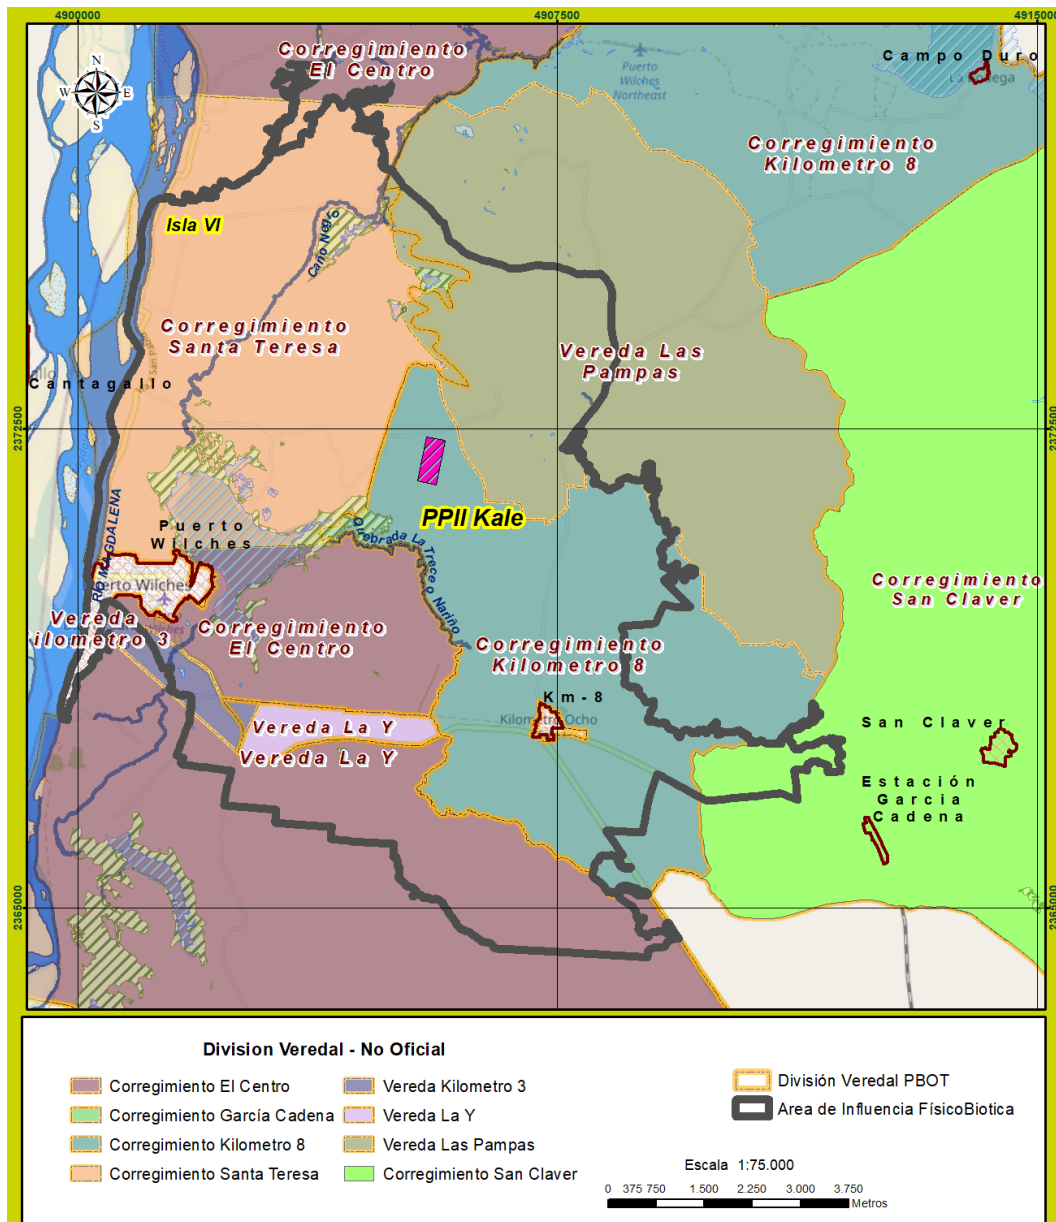 4900000
4907500
4915000
N
W E
S
Corregimiento
El Centro
Puerto
Wilches
Northeast
Campo Duro
Corregimiento
Kilometro 8
Isla VI
Caño Negro
Corregimiento
Santa Teresa
Vereda Las
Pampas
Cantagallo
2372500
2372500
PPII Kale
Quebrada La Trece o Nariño
RÍO MAGDALENA
Puerto
Wilches
erto Wilches
Vereda
ilometro 3
Corregimiento
El Centro
Corregimiento
San Claver
Corregimiento
Kilometro 8
Km-8
Kilometro Ocho
Vereda La Y
Vereda La Y
San Claver
Estación
Garcia
Cadena
2365000
2365000
Division Veredal - No Oficial
Corregimiento El Centro
Corregimiento García Cadena
Corregimiento Kilometro 8
Corregimiento Santa Teresa
Vereda Kilometro 3
Vereda La Y
Vereda Las Pampas
Corregimiento San Claver
División Veredal PBOT
Area de Influencia FísicoBiotica
Escala 1:75.000
0 375 750 1.500 2.250 3.000 3.750
Metros